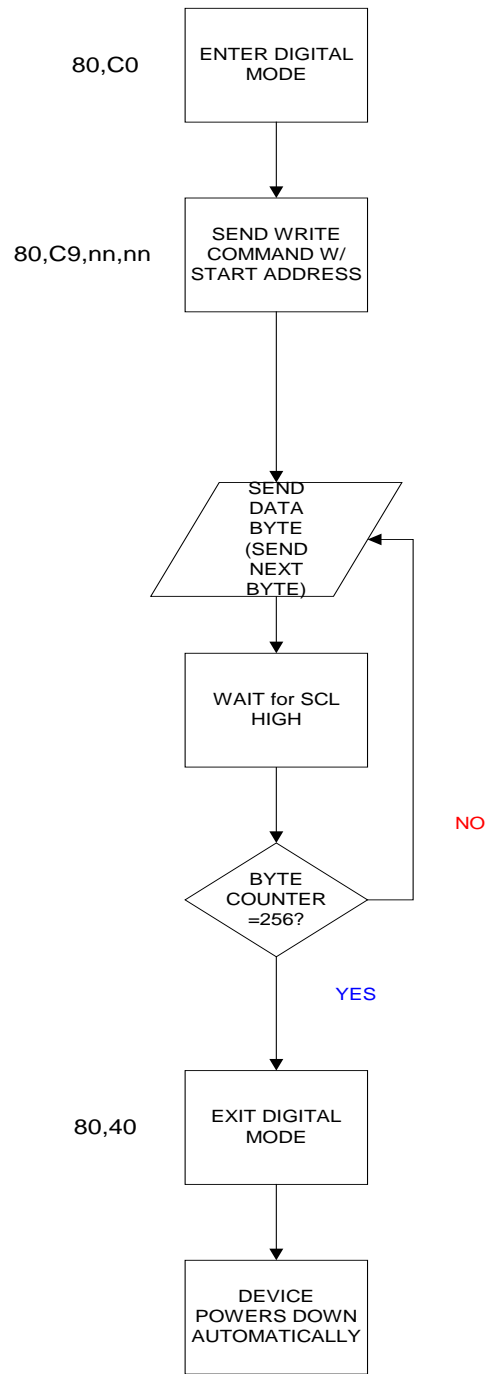 80,C0
ENTER DIGITAL
MODE
80,C9,nn,nn
SEND WRITE
COMMAND W/
START ADDRESS
SEND
DATA
BYTE
(SEND
NEXT
BYTE)
WAIT for SCL
HIGH
NO
BYTE
COUNTER
=256?
YES
80,40
EXIT DIGITAL
MODE
DEVICE
POWERS DOWN
AUTOMATICALLY